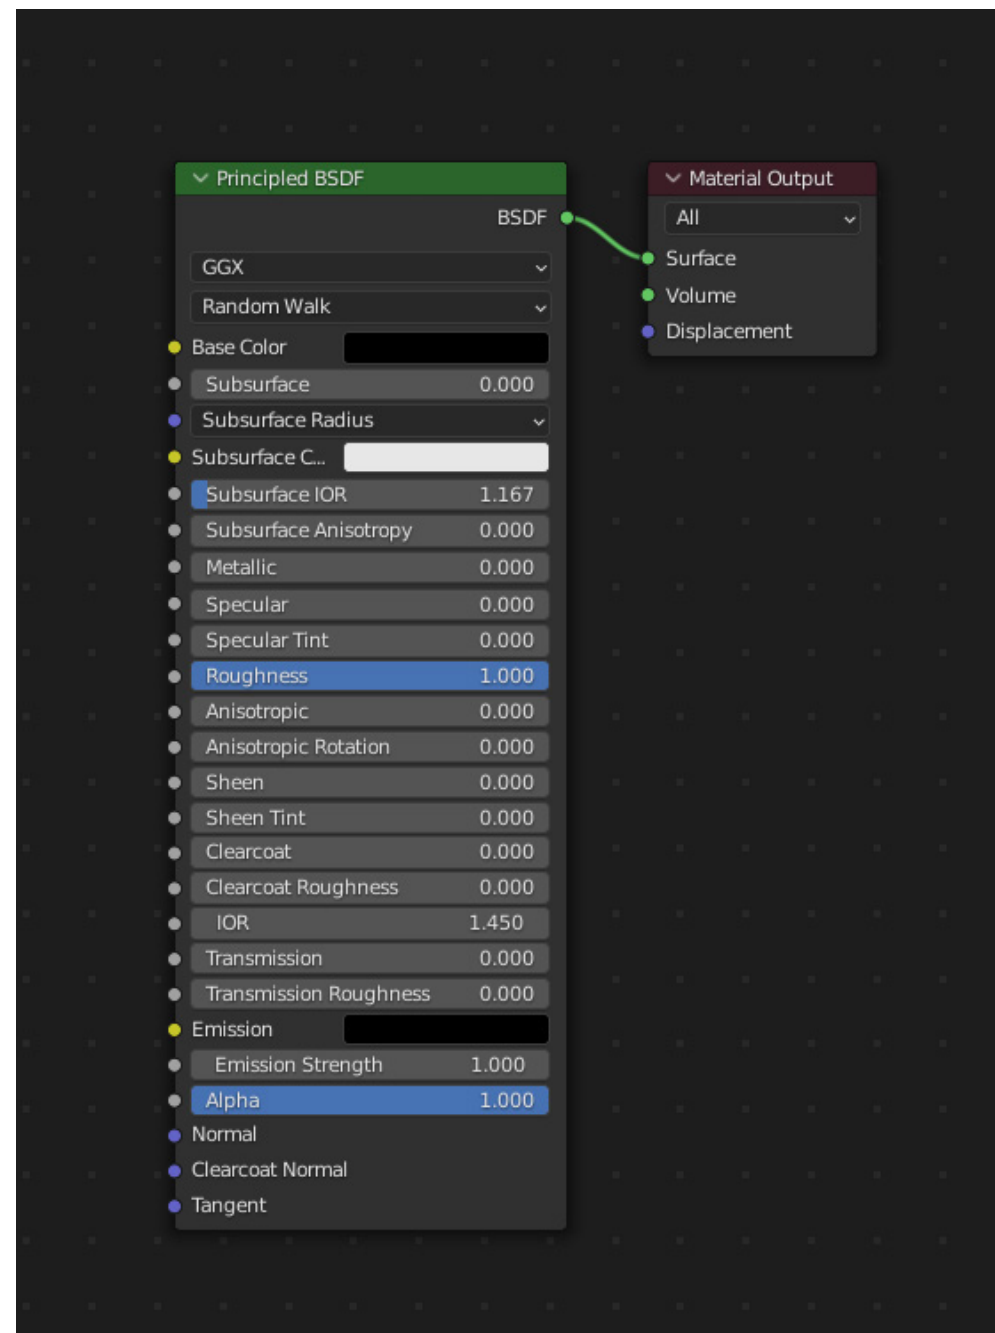 Principled BSDF
BSDF
GGX
Random Walk
Base Color
Subsurface 0.000
Subsurface Radius
Subsurface C...
Subsurface IOR 1.167
Subsurface Anisotropy 0.000
Metallic 0.000
Specular 0.000
Specular Tint 0.000
Roughness 1.000
Anisotropic 0.000
Anisotropic Rotation 0.000
Sheen 0.000
Sheen Tint 0.000
Clearcoat 0.000
Clearcoat Roughness 0.000
IOR 1.450
Transmission 0.000
Transmission Roughness 0.000
Emission
Emission Strength 1.000
Alpha 1.000
Normal
Clearcoat Normal
Tangent
Material Output
All
Surface
Volume
Displacement